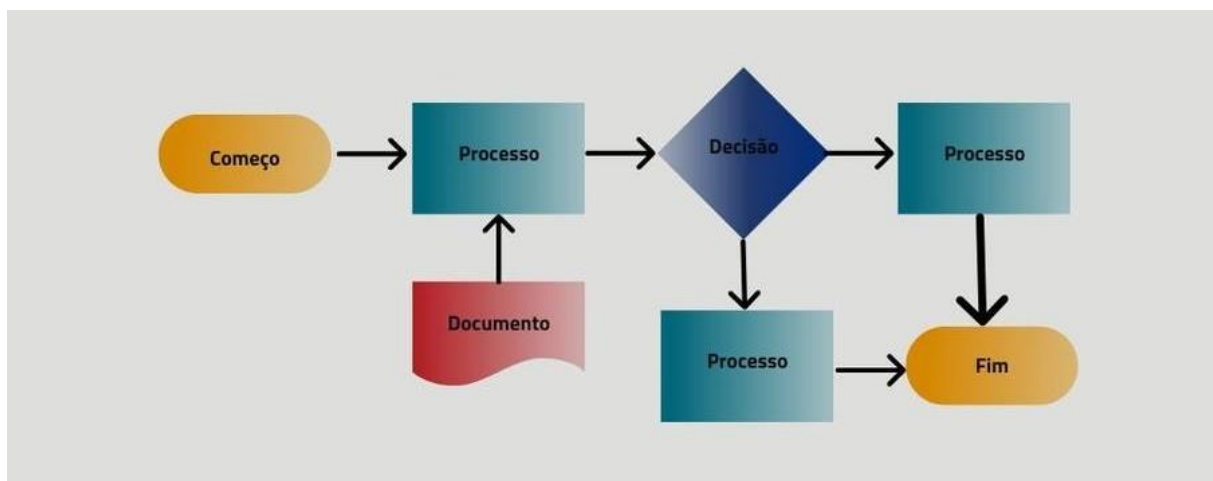 Começo
Processo
Decisão
Processo
Documento
Processo
Fim